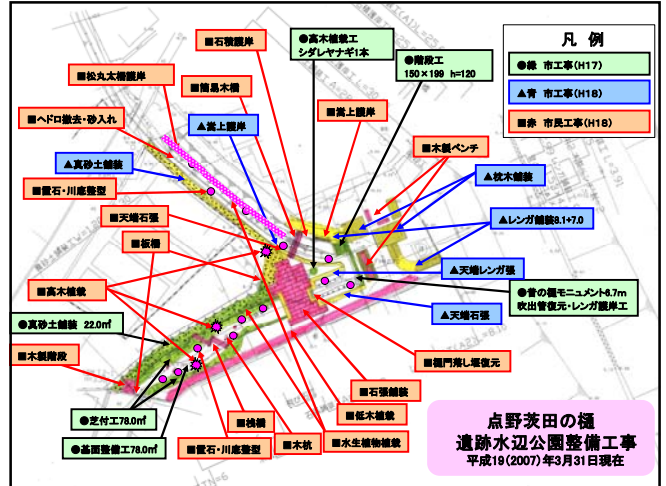 ■石積護岸
●高木植栽工
シダレヤナギ1本
●階段工
150×199 h=120
凡 例
●緑 市工事(H17)
▲青 市工事(H18)
■赤 市民工事(H18)
■松丸太柵護岸
■簡易木橋
■嵩上護岸
■ヘドロ撤去・砂入れ
▲嵩上護岸
■木製ベンチ
▲真砂土舗装
▲枕木舗装
■置石・川底整型
■天端石張
▲レンガ舗装8.1+7.0
■板橋
▲天端レンガ張
■高木植栽
●昔の樋モニュメント6.7m
吹出管復元・レンガ護岸工
●真砂土舗装 22.0㎡
▲天端石張
■木製階段
■樋門落し堰復元
■石張舗装
●芝付工78.0㎡
■桟橋
■低木植栽
●基面整備工78.0㎡
■置石・川底整型
■木杭
■水生植物植栽
点野茨田の樋
遺跡水辺公園整備工事
平成19(2007)年3月31日現在